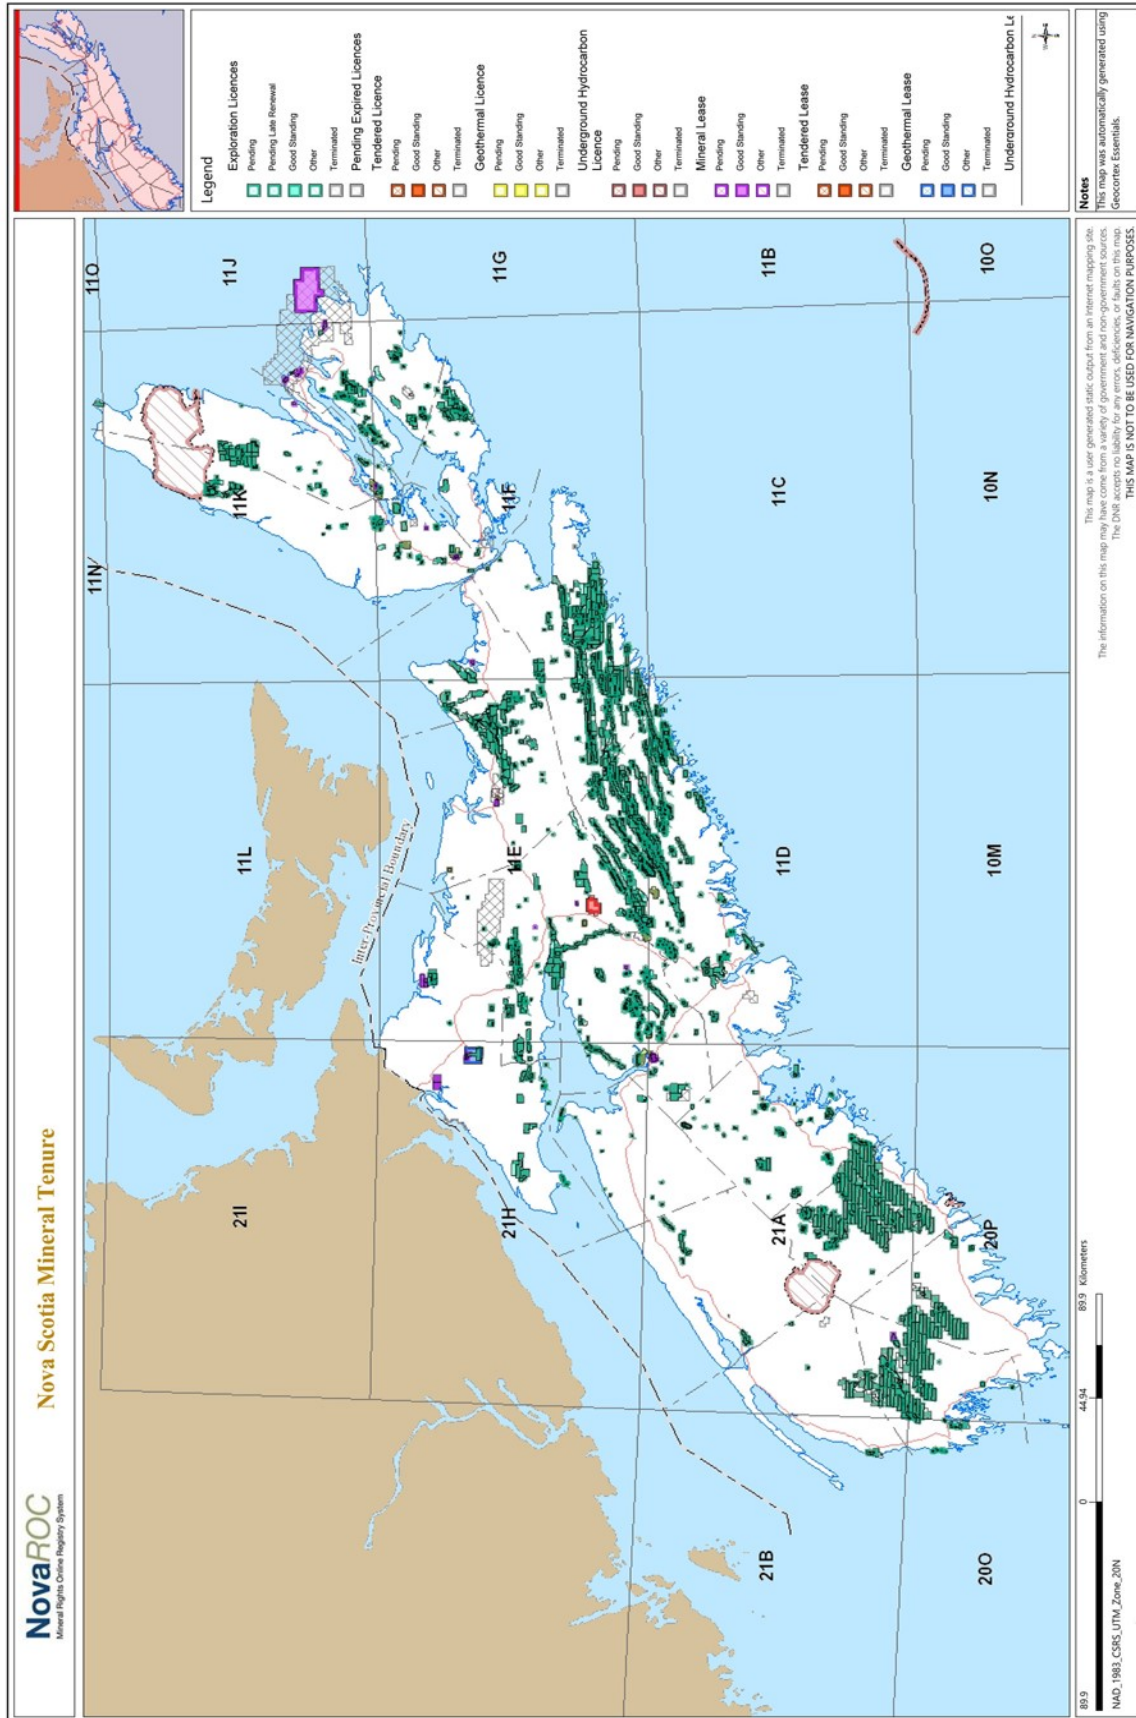 NovaROC
Mineral Rights Online Registry System
Nova Scotia Mineral Tenure
11N
11O
11K
11J
21I
11L
Inter-Provincial Boundary
21H
11E
11F
11G
21B
21A
11D
11C
11B
20O
20P
10M
10N
10O
Legend
Exploration Licences
Pending
Pending Late Renewal
Good Standing
Other
Terminated
Pending Expired Licences
Tendered Licence
Pending
Good Standing
Other
Terminated
Geothermal Licence
Pending
Good Standing
Other
Terminated
Underground Hydrocarbon
Licence
Pending
Good Standing
Other
Terminated
Mineral Lease
Pending
Good Standing
Other
Terminated
Tendered Lease
Pending
Good Standing
Other
Terminated
Geothermal Lease
Pending
Good Standing
Other
Terminated
Underground Hydrocarbon Le
89.9 0 44.94 89.9 Kilometers
NAD_1983_CSRS_UTM_Zone_20N
This map is a user generated static output from an Internet mapping site.
The information on this map may have come from a variety of government and non-government sources.
The DNR accepts no liability for any errors, deficiencies, or faults on this map.
THIS MAP IS NOT TO BE USED FOR NAVIGATION PURPOSES.
Notes
This map was automatically generated using
Geocortex Essentials.